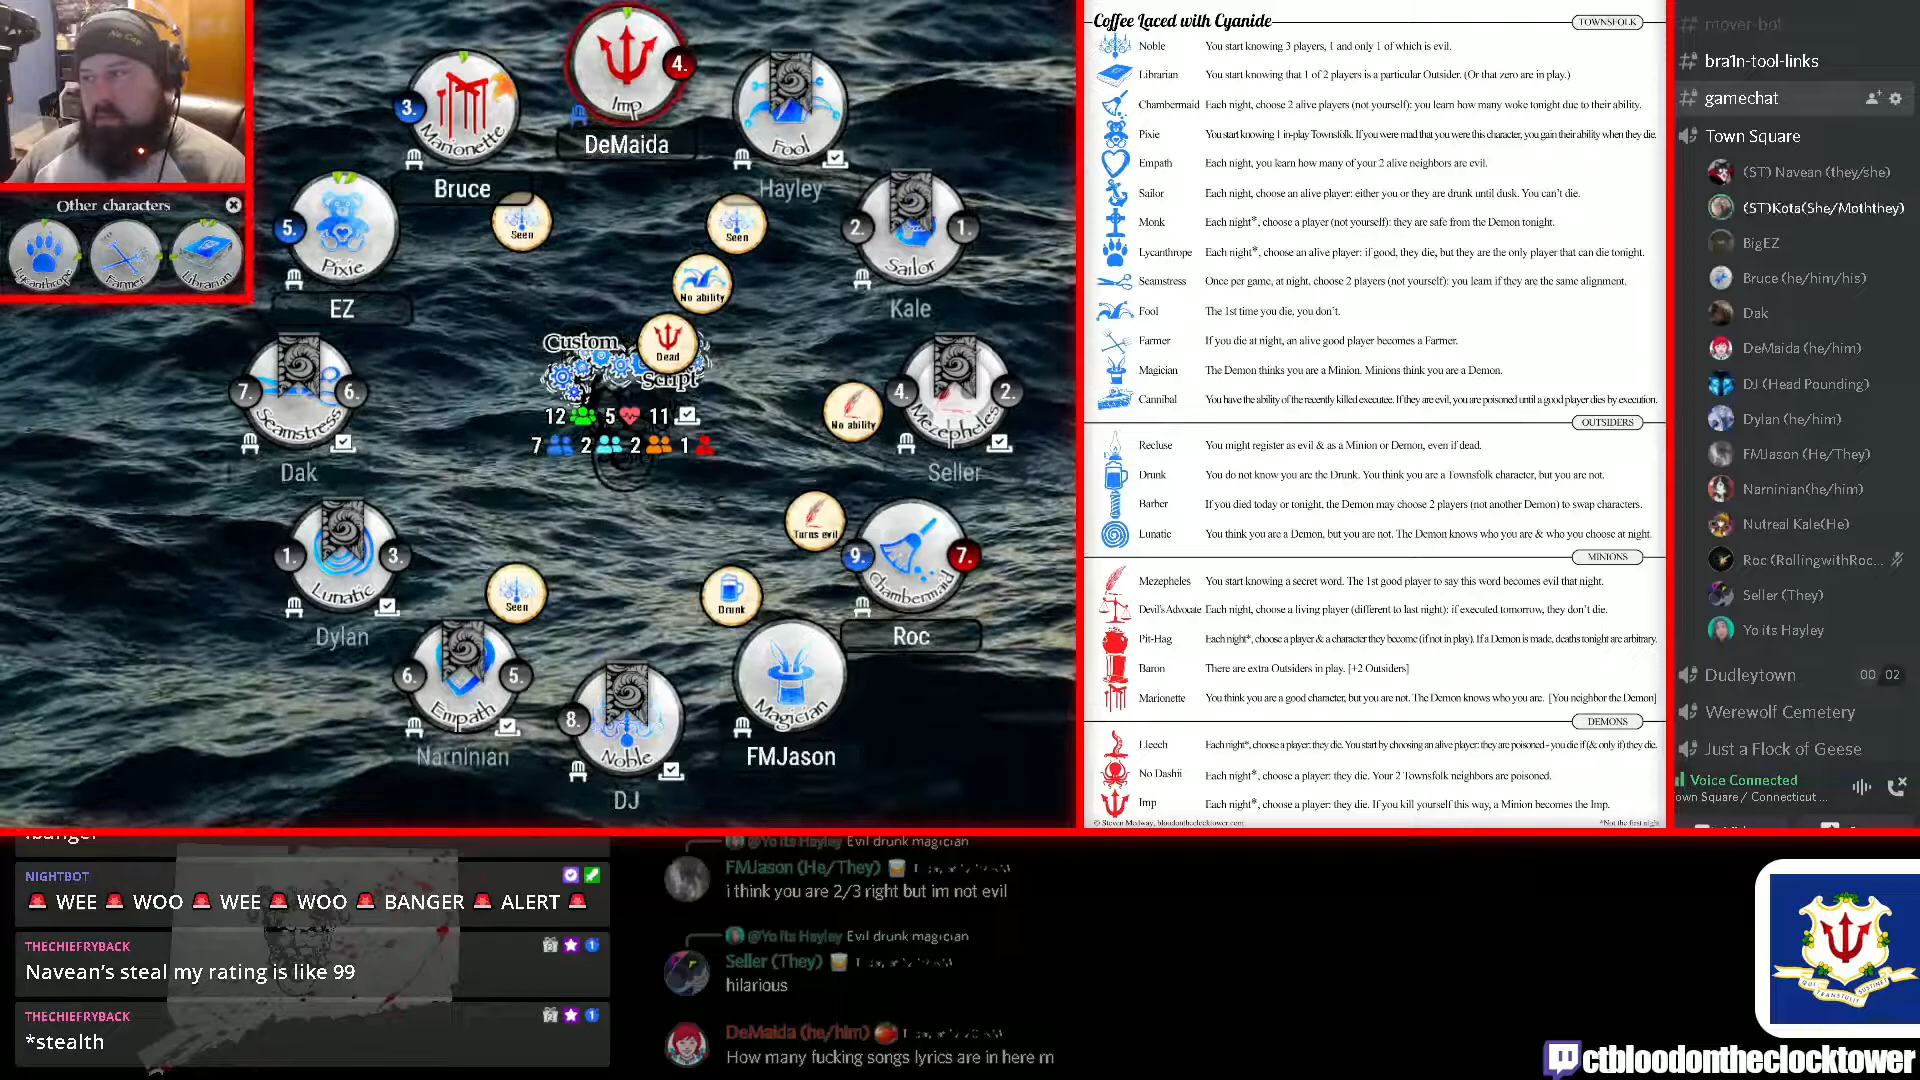 No Cap
Other characters
Lycanthrope
Farmer
Librarian
3.
Marionette
Bruce
4.
Imp
DeMaida
Fool
Hayley
5.
Pixie
EZ
Seen
Seen
No ability
2.
1.
Sailor
Kale
Custom
Script
Dead
12 5 11
7 2 2 1
7.
6.
Seamstress
Dak
No ability
4.
2.
Mezepheles
Seller
1.
3.
Lunatic
Dylan
Turns evil
9.
7.
Chambermaid
Roc
Seen
Drunk
6.
5.
Empath
Narninian
8.
Noble
DJ
Magician
FMJason
Coffee Laced with Cyanide
TOWNSFOLK
Noble You start knowing 3 players, 1 and only 1 of which is evil.
Librarian You start knowing that 1 of 2 players is a particular Outsider. (Or that zero are in play.)
Chambermaid Each night, choose 2 alive players (not yourself): you learn how many woke tonight due to their ability.
Pixie You start knowing 1 in-play Townsfolk. If you were mad that you were this character, you gain their ability when they die.
Empath Each night, you learn how many of your 2 alive neighbors are evil.
Sailor Each night, choose an alive player: either you or they are drunk until dusk. You can't die.
Monk Each night*, choose a player (not yourself): they are safe from the Demon tonight.
Lycanthrope Each night*, choose an alive player: if good, they die, but they are the only player that can die tonight.
Seamstress Once per game, at night, choose 2 players (not yourself): you learn if they are the same alignment.
Fool The 1st time you die, you don't.
Farmer If you die at night, an alive good player becomes a Farmer.
Magician The Demon thinks you are a Minion. Minions think you are a Demon.
Cannibal You have the ability of the recently killed executee. If they are evil, you are poisoned until a good player dies by execution.
OUTSIDERS
Recluse You might register as evil & as a Minion or Demon, even if dead.
Drunk You do not know you are the Drunk. You think you are a Townsfolk character, but you are not.
Barber If you died today or tonight, the Demon may choose 2 players (not another Demon) to swap characters.
Lunatic You think you are a Demon, but you are not. The Demon knows who you are & who you choose at night.
MINIONS
Mezepheles You start knowing a secret word. The 1st good player to say this word becomes evil that night.
Devil's Advocate Each night, choose a living player (different to last night): if executed tomorrow, they don't die.
Pit-Hag Each night*, choose a player & a character they become (if not in play). If a Demon is made, deaths tonight are arbitrary.
Baron There are extra Outsiders in play. [+2 Outsiders]
Marionette You think you are a good character, but you are not. The Demon knows who you are. [You neighbor the Demon]
DEMONS
Lleech Each night*, choose a player: they die. You start by choosing an alive player: they are poisoned - you die if (& only if) they die.
No Dashii Each night*, choose a player: they die. Your 2 Townsfolk neighbors are poisoned.
Imp Each night*, choose a player: they die. If you kill yourself this way, a Minion becomes the Imp.
© Steven Medway, bloodontheclocktower.com
*Not the first night
# mover-bot
# bra1n-tool-links
# gamechat
Town Square
(ST) Navean (they/she)
(ST)Kota(She/Moththey)
BigEZ
Bruce (he/him/his)
Dak
DeMaida (he/him)
DJ (Head Pounding)
Dylan (he/him)
FMJason (He/They)
Narninian(he/him)
Nutreal Kale(He)
Roc (RollingwithRoc...
Seller (They)
Yo its Hayley
Dudleytown 00 02
Werewolf Cemetery
Just a Flock of Geese
Voice Connected
own Square / Connecticut ...
NIGHTBOT
🚨 WEE 🚨 WOO 🚨 WEE 🚨 WOO 🚨 BANGER 🚨 ALERT 🚨
THECHIEFRYBACK
Navean's steal my rating is like 99
THECHIEFRYBACK
*stealth
@Yo its Hayley Evil drunk magician
FMJason (He/They)
i think you are 2/3 right but im not evil
@Yo its Hayley Evil drunk magician
Seller (They)
hilarious
DeMaida (he/him)
How many fucking songs lyrics are in here rn
QUI TRANSTULIT SUSTINET
ctbloodontheclocktower